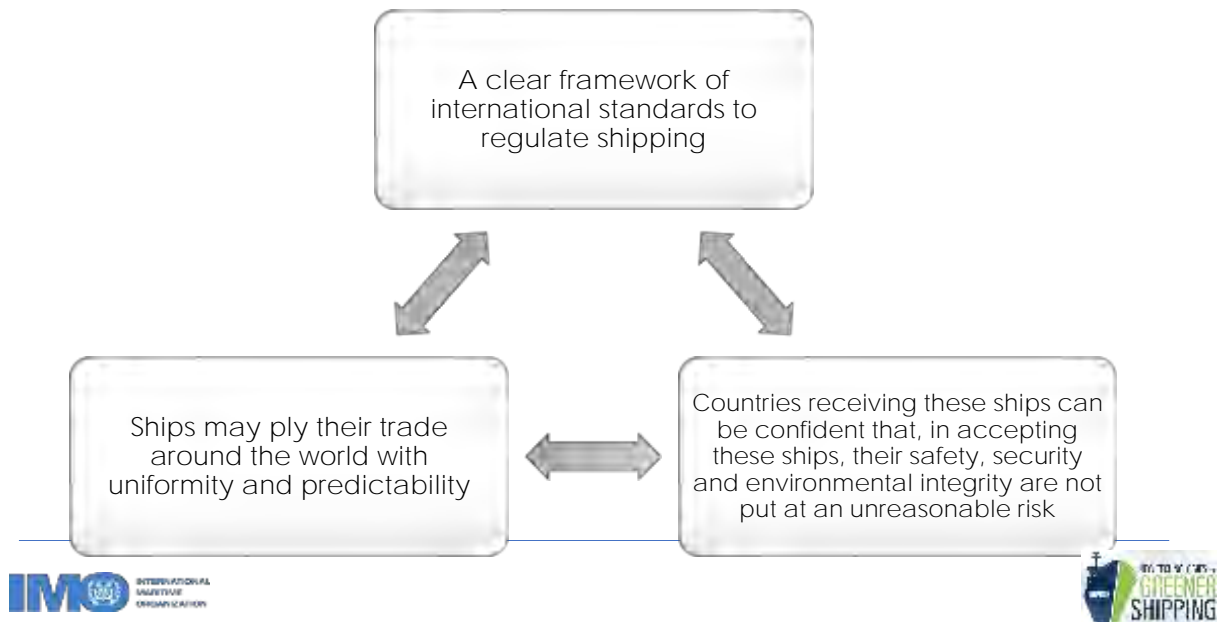 A clear framework of
international standards to
regulate shipping
Ships may ply their trade
around the world with
uniformity and predictability
Countries receiving these ships can
be confident that, in accepting
these ships, their safety, security
and environmental integrity are not
put at an unreasonable risk
IMO
INTERNATIONAL
MARITIME
ORGANIZATION
GREENER
SHIPPING